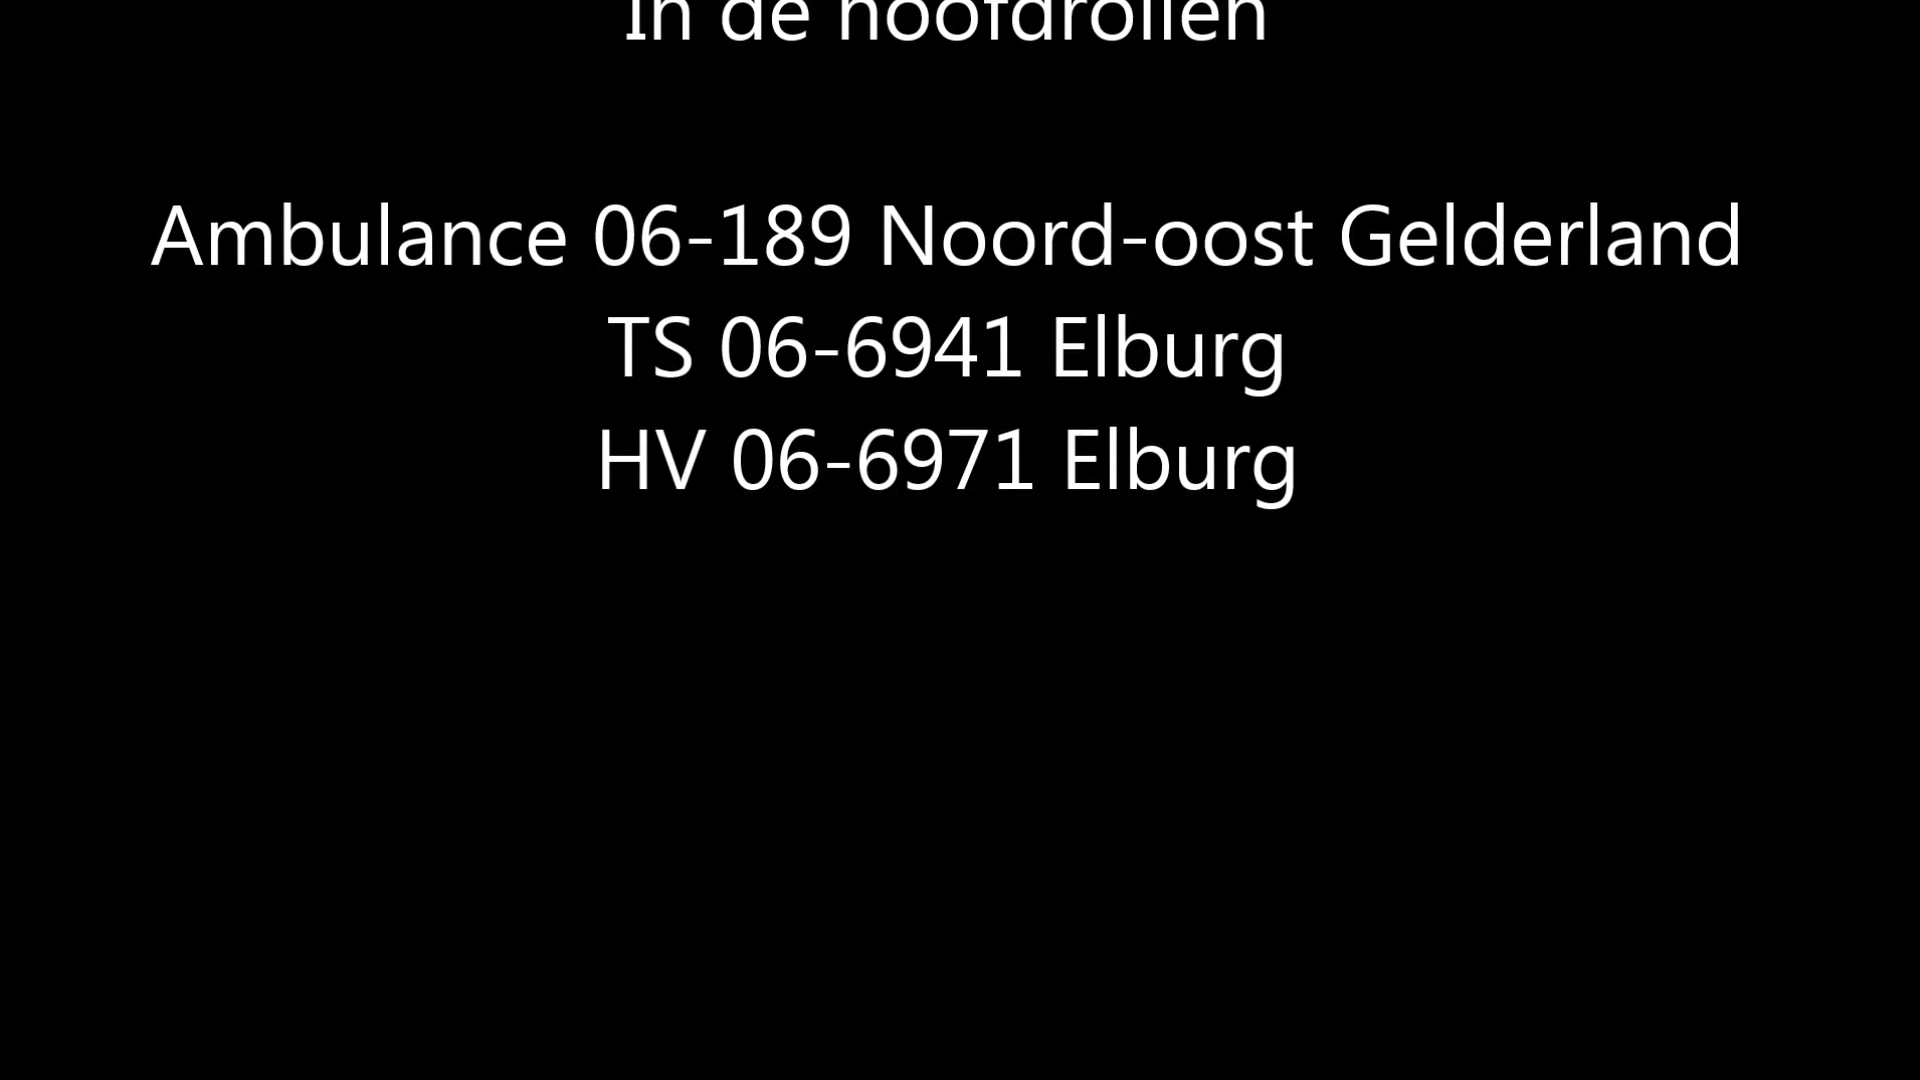 In de hoofdrollen
Ambulance 06-189 Noord-oost Gelderland
TS 06-6941 Elburg
HV 06-6971 Elburg